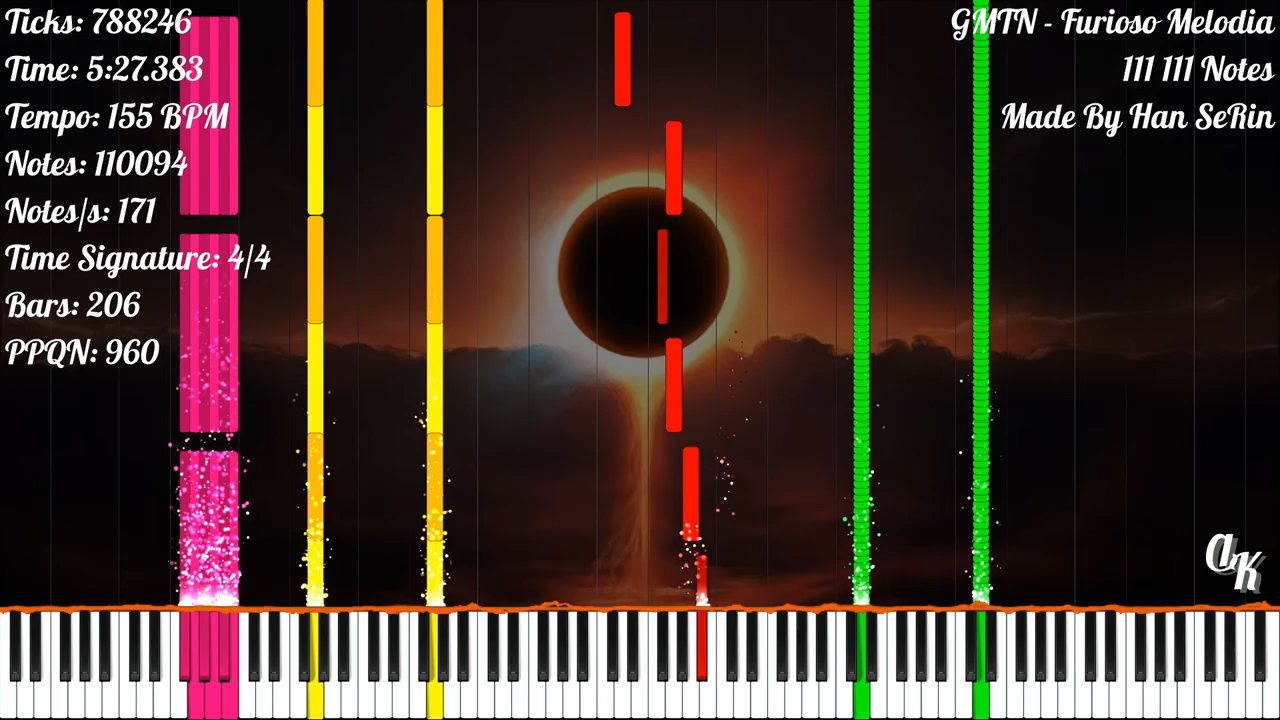 Ticks: 788246
Time: 5:27.383
Tempo: 155 BPM
Notes: 110094
Notes/s: 171
Time Signature: 4/4
Bars: 206
PPQN: 960
GMTN - Furioso Melodia
111 111 Notes
Made By Han SeRin
AK